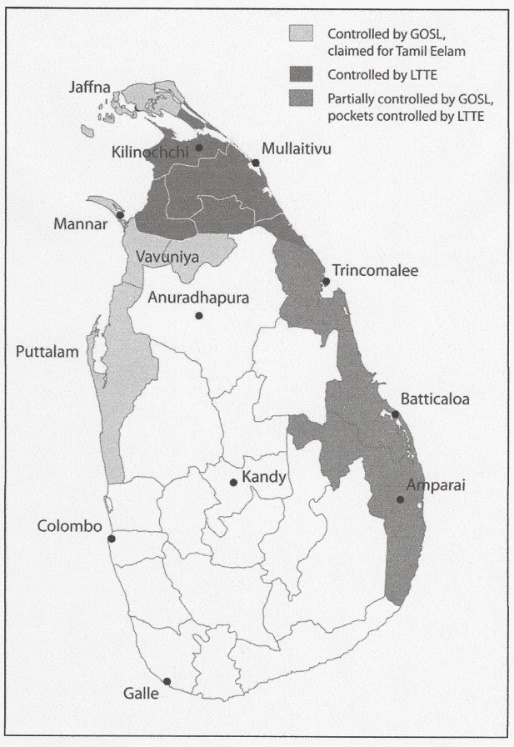 Controlled by GOSL,
claimed for Tamil Eelam
Controlled by LTTE
Partially controlled by GOSL,
pockets controlled by LTTE
Jaffna
Kilinochchi
Mullaitivu
Mannar
Vavuniya
Trincomalee
Anuradhapura
Puttalam
Batticaloa
Kandy
Amparai
Colombo
Galle